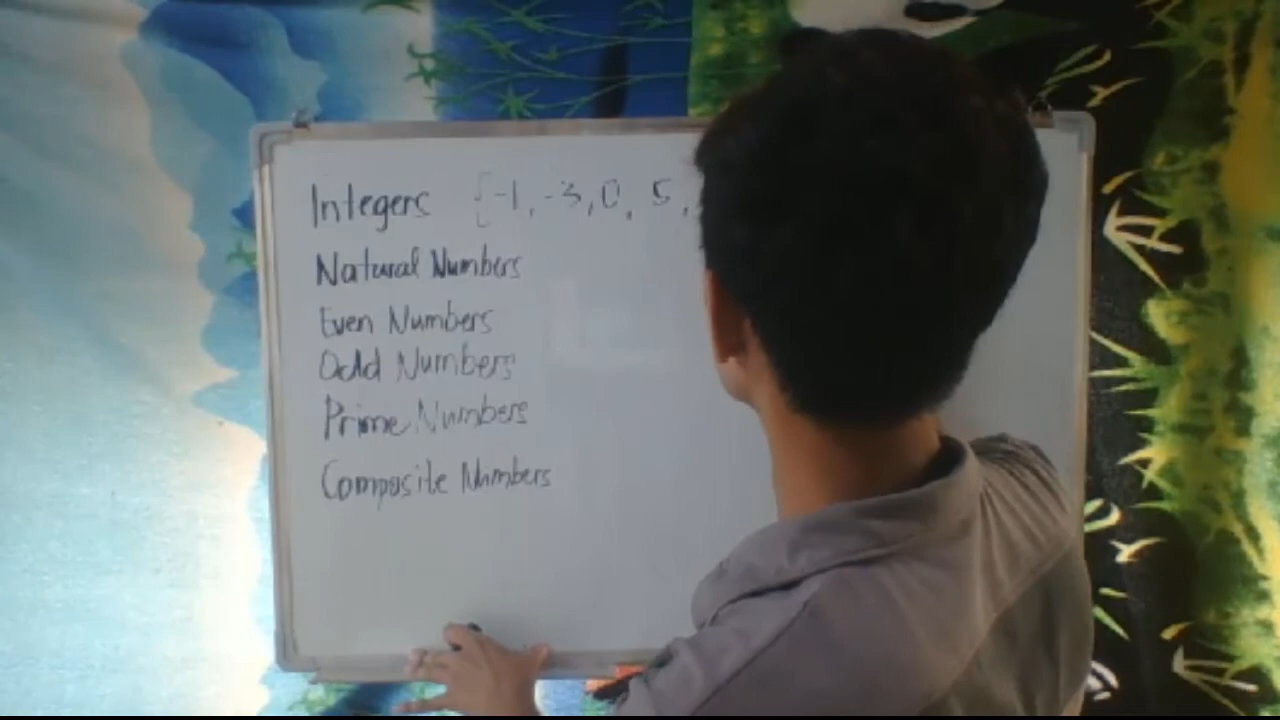 Integers {-1, -3, 0, 5,
Natural Numbers
Even Numbers
Odd Numbers
Prime Numbers
Composite Numbers